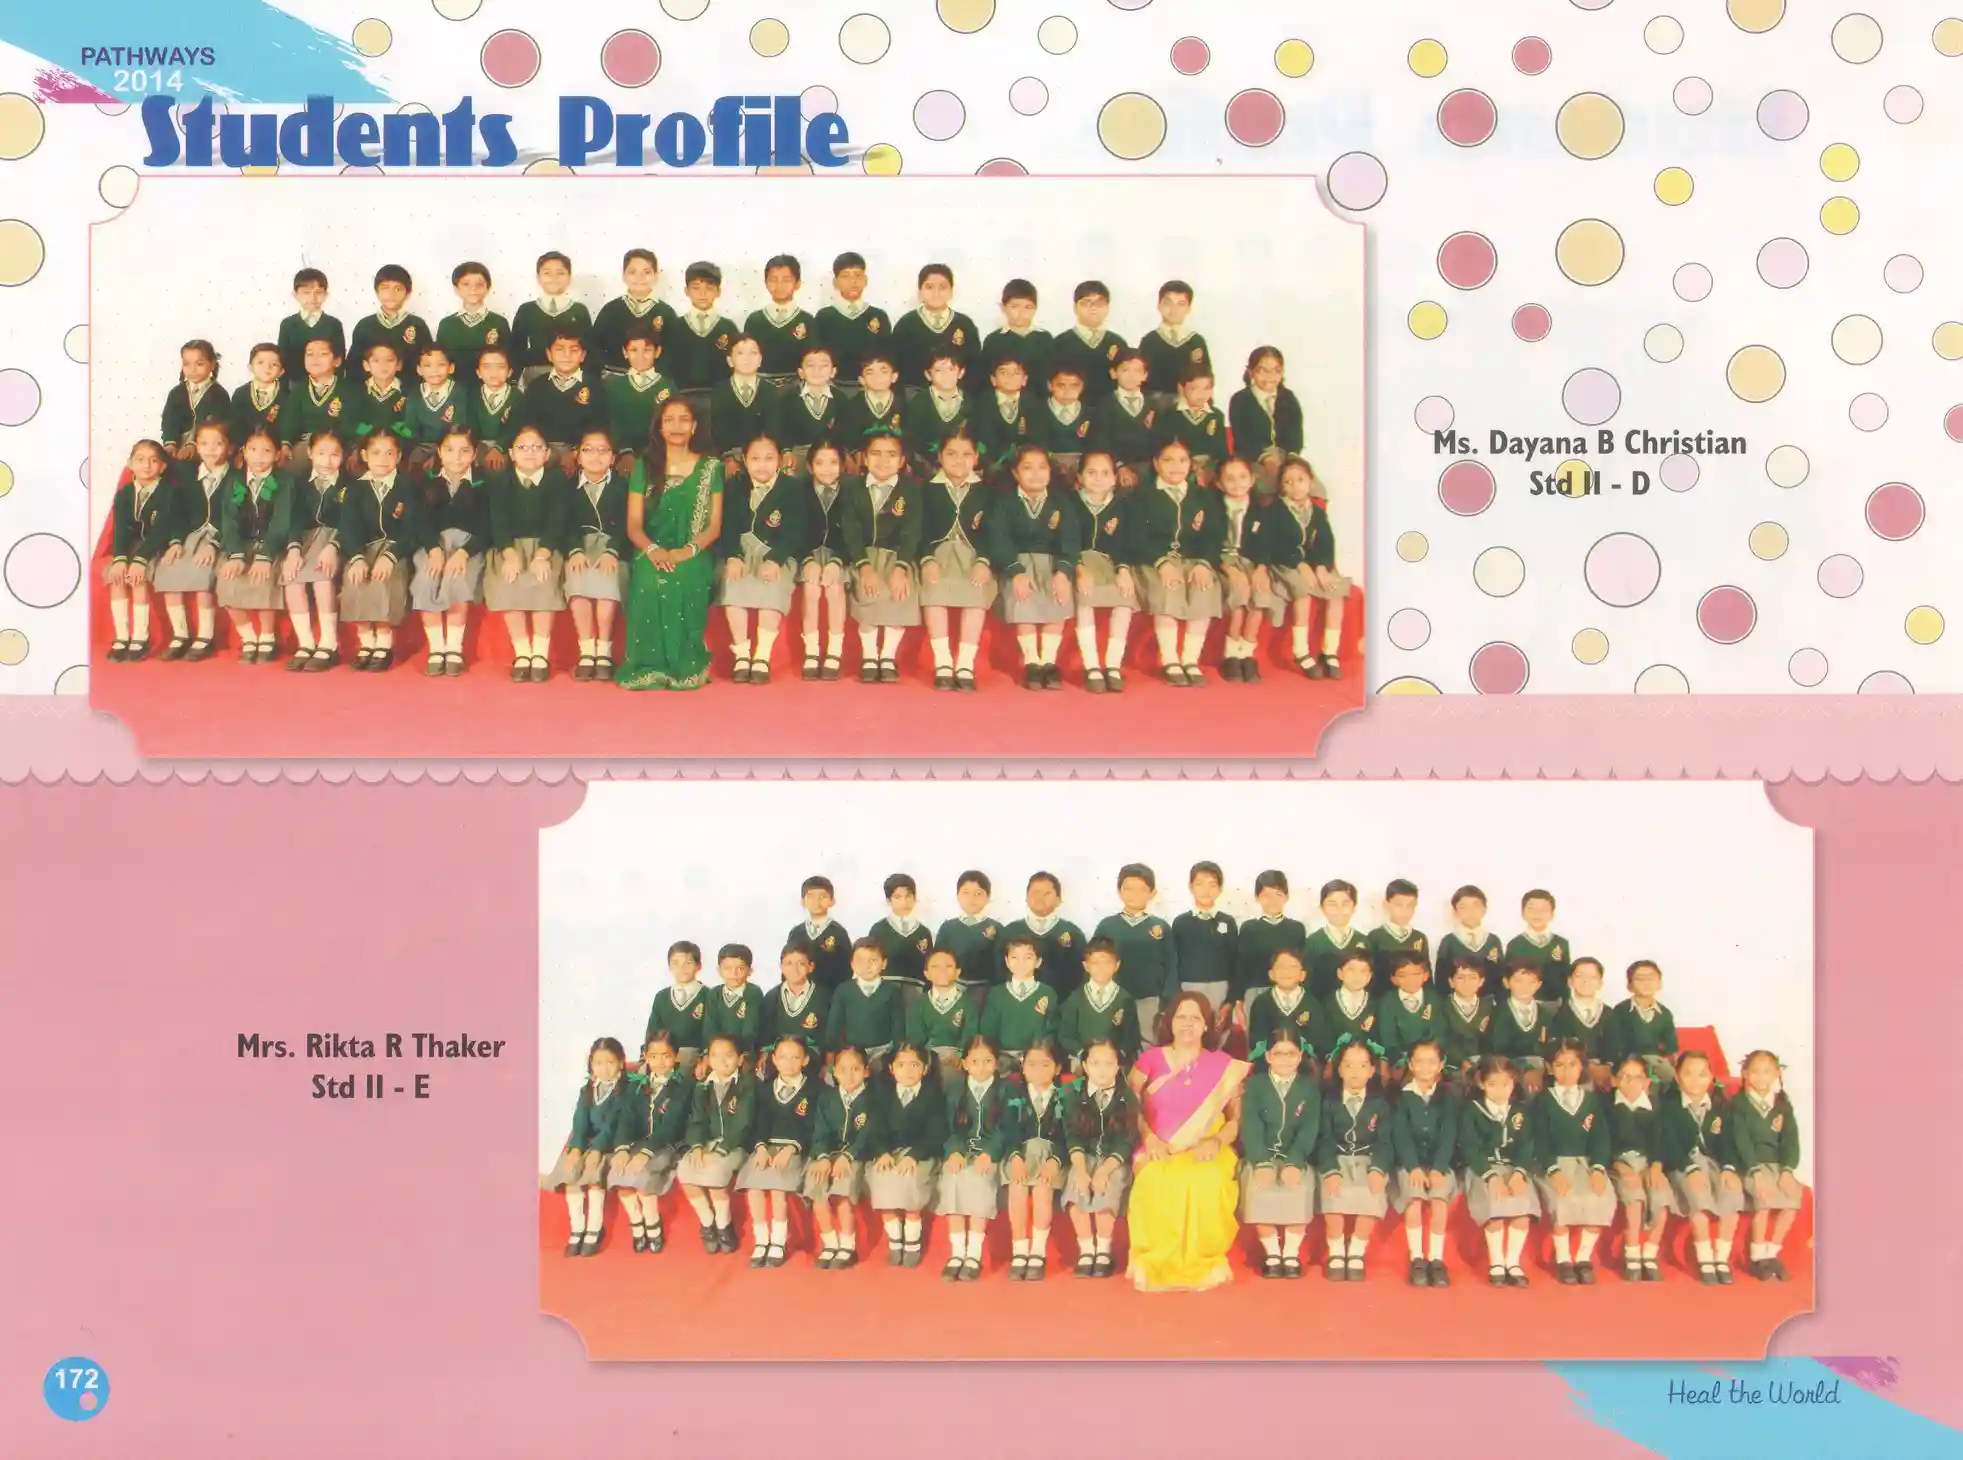 PATHWAYS
2014
Students Profile
Ms. Dayana B Christian
Std II - D
Mrs. Rikta R Thaker
Std II - E
172
Heal the World